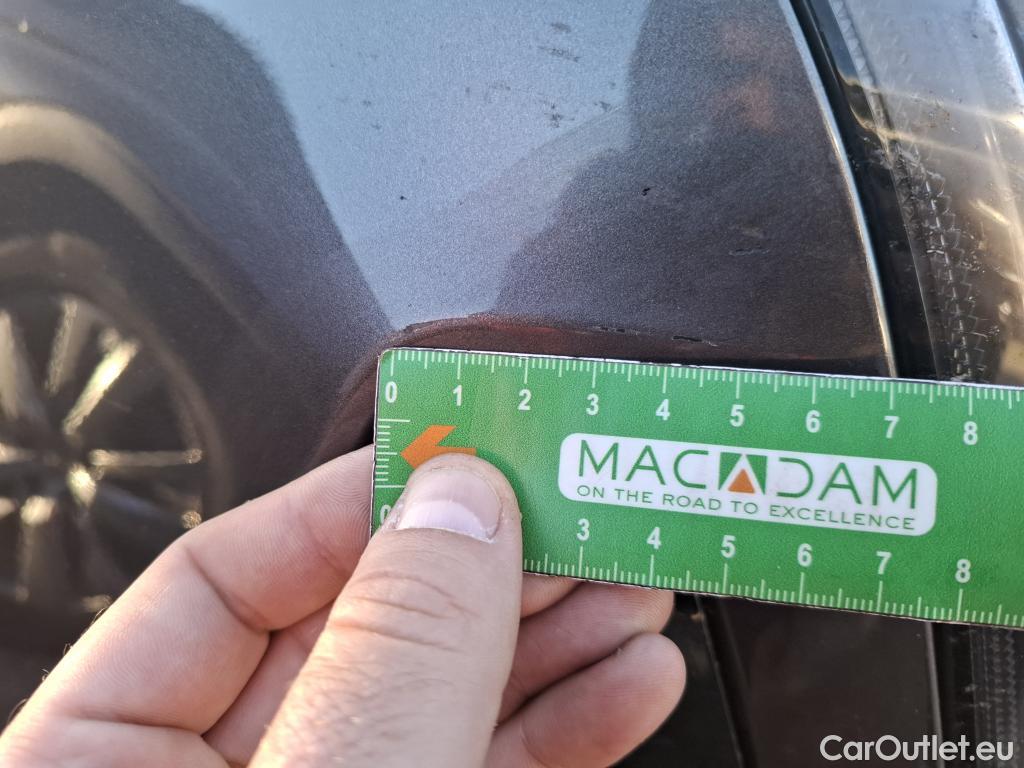 0 1 2 3 4 5 6 7 8
MACADAM
ON THE ROAD TO EXCELLENCE
0 3 4 5 6 7 8
CarOutlet.eu